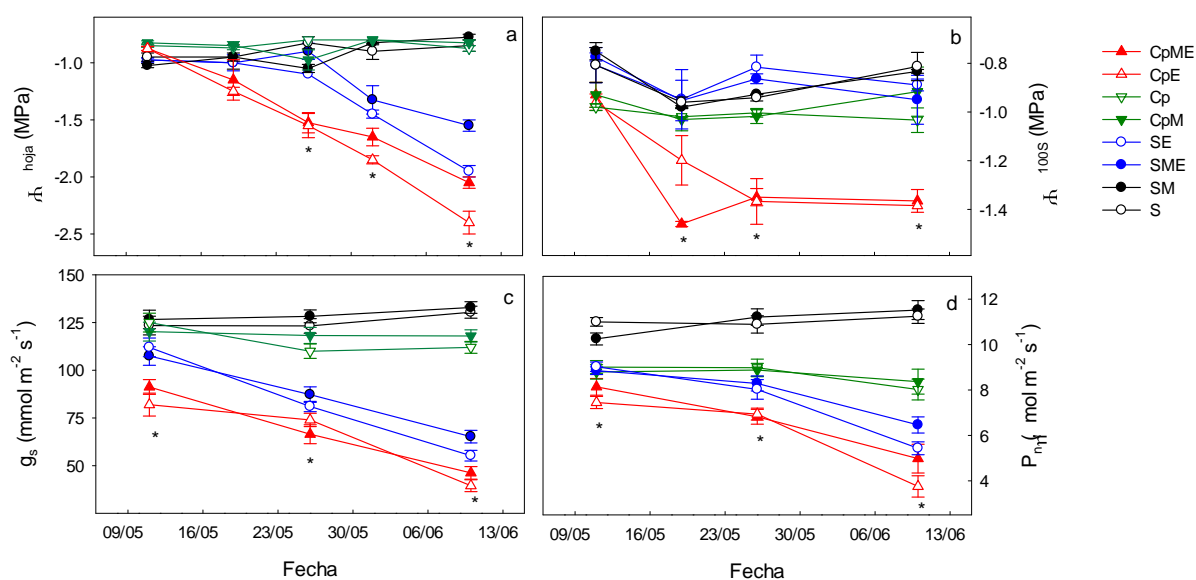 a
-1.0
-1.5
-2.0
-2.5
hoja (MPa)
*
*
*
b
-0.8
-1.0
-1.2
-1.4
100S (MPa)
*
*
*
CpME
CpE
Cp
CpM
SE
SME
SM
S
c
150
125
100
75
50
gs (mmol m-2 s-1)
*
*
*
d
12
10
8
6
4
mol m-2 s-1)
*
*
*
09/05 16/05 23/05 30/05 06/06 13/06
09/05 16/05 23/05 30/05 06/06 13/06
Fecha
Fecha